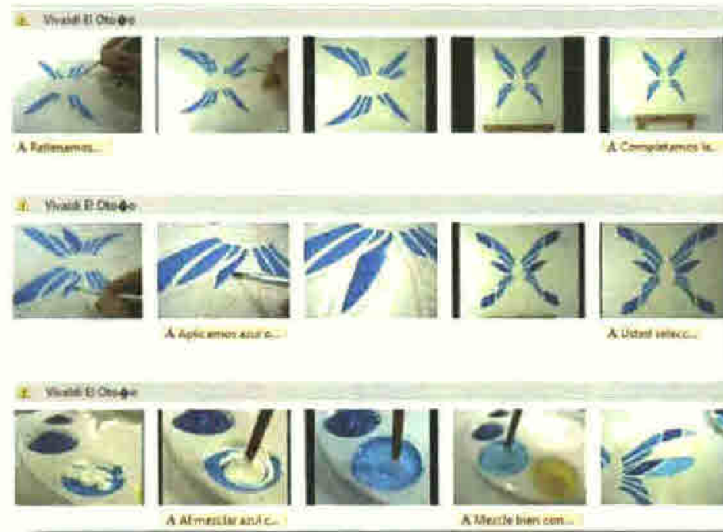 Vivaldi El Oto�o
A Rellenamos...
A Completamos la...
Vivaldi El Oto�o
A Aplicamos azul o...
A Usted selecc...
Vivaldi El Oto�o
A Al mezclar azul c...
A Mezcle bien con...